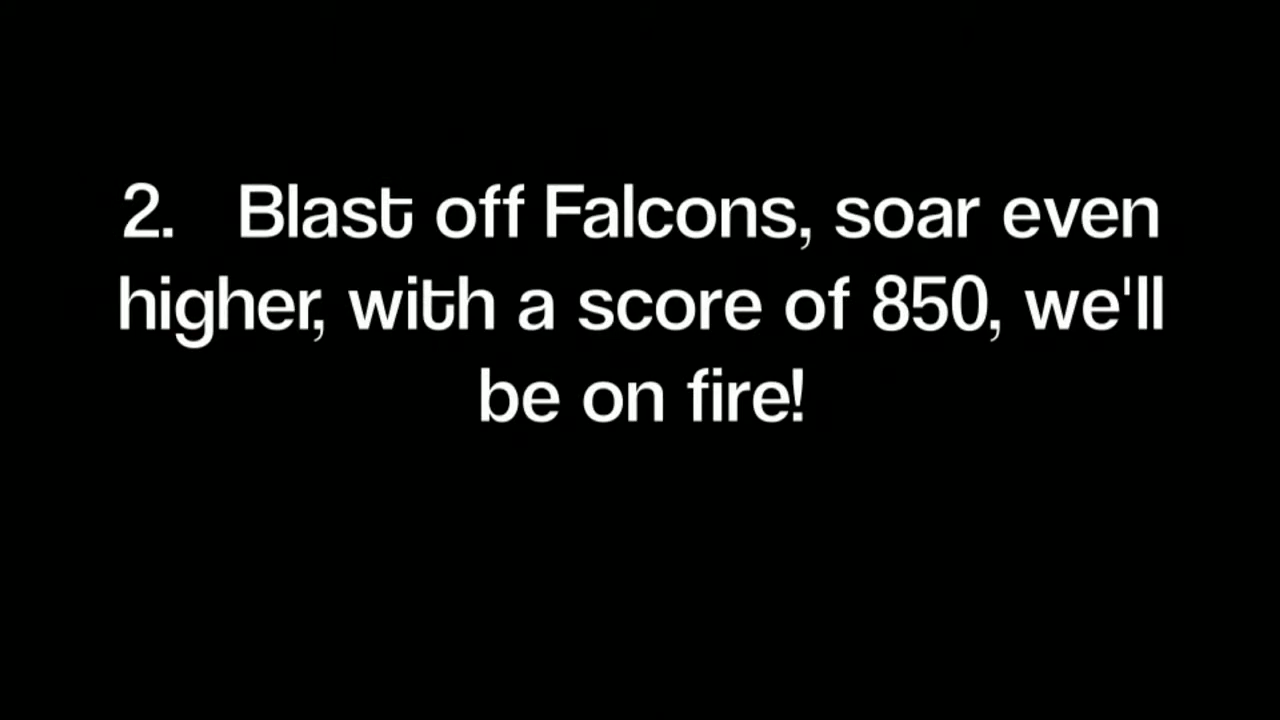 2. Blast off Falcons, soar even
higher, with a score of 850, we'll
be on fire!